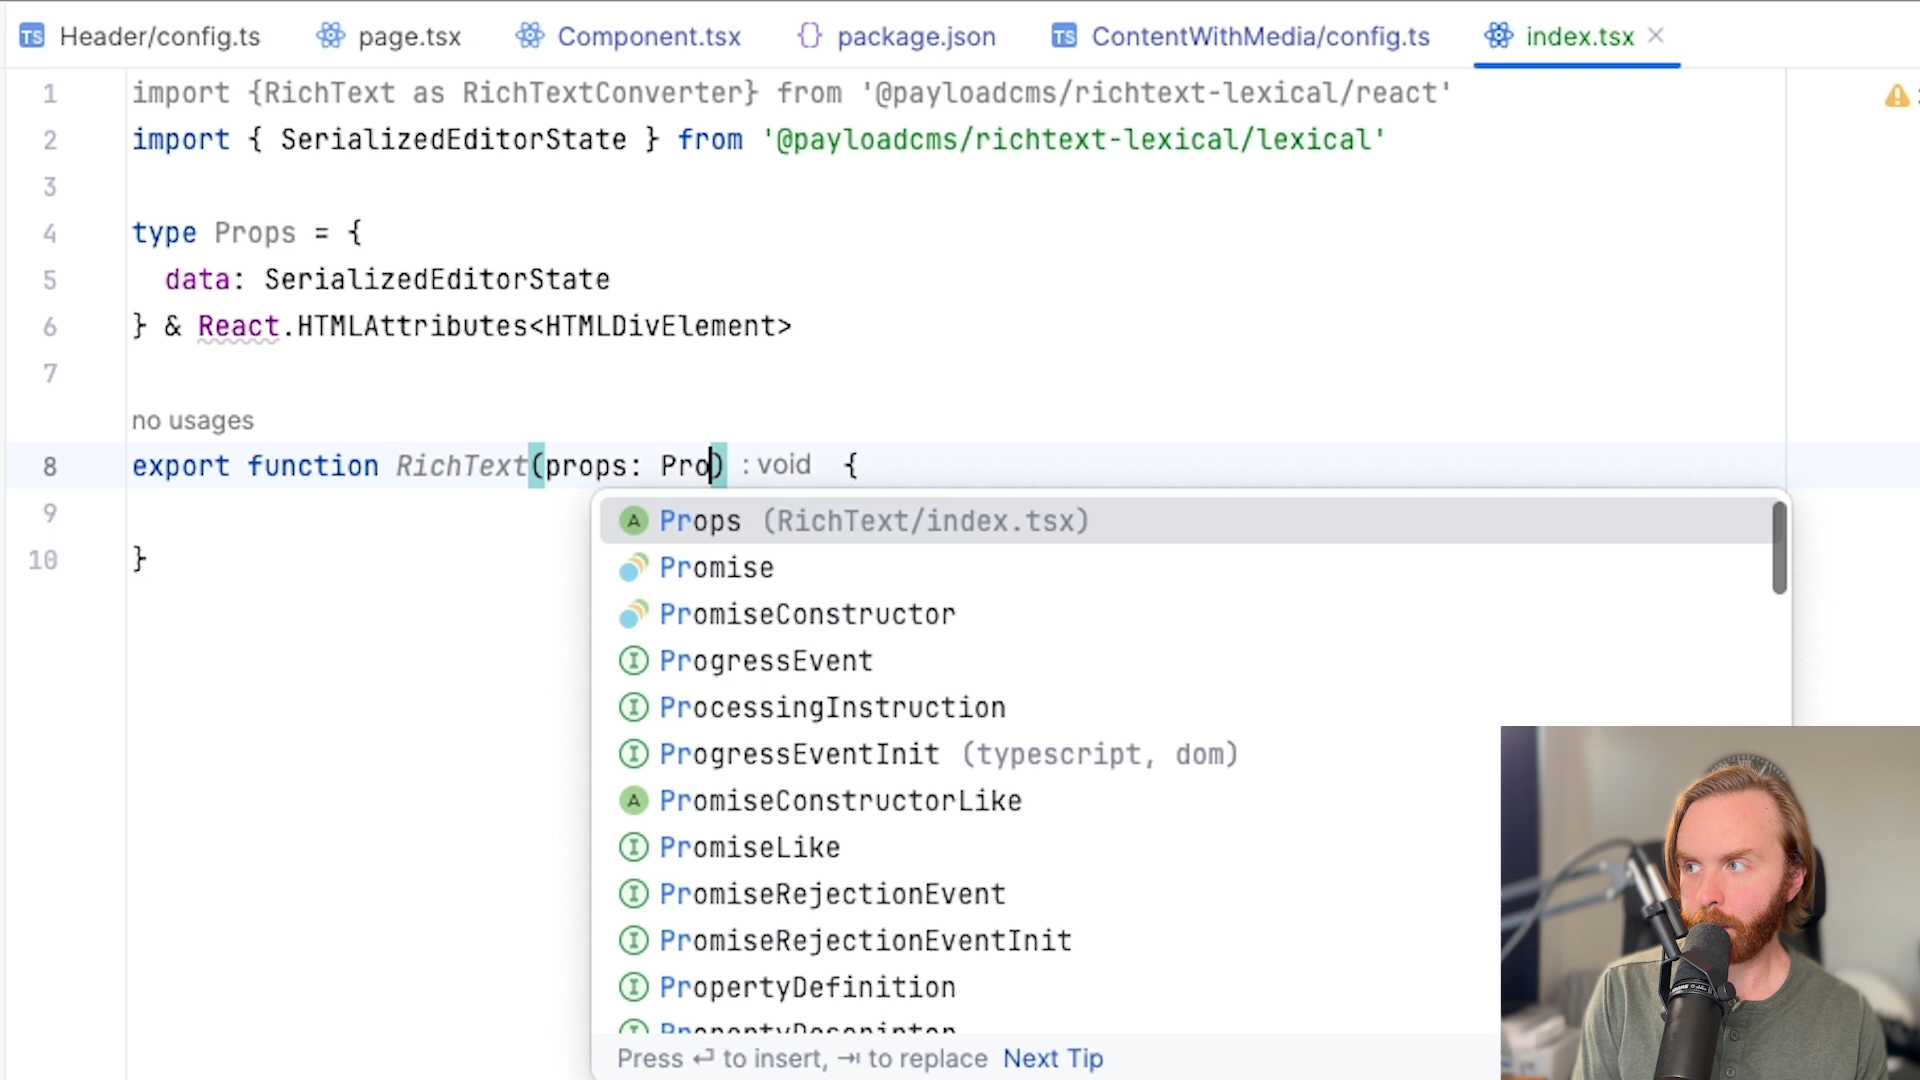 Header/config.ts page.tsx Component.tsx package.json ContentWithMedia/config.ts index.tsx
1 import {RichText as RichTextConverter} from '@payloadcms/richtext-lexical/react'
2 import { SerializedEditorState } from '@payloadcms/richtext-lexical/lexical'
3
4 type Props = {
5 data: SerializedEditorState
6 } & React.HTMLAttributes<HTMLDivElement>
7
no usages
8 export function RichText(props: Pro) : void {
9
10 }
Props (RichText/index.tsx)
Promise
PromiseConstructor
ProgressEvent
ProcessingInstruction
ProgressEventInit (typescript, dom)
PromiseConstructorLike
PromiseLike
PromiseRejectionEvent
PromiseRejectionEventInit
PropertyDefinition
PropertyDescriptor
Press ⏎ to insert, ⇥ to replace Next Tip